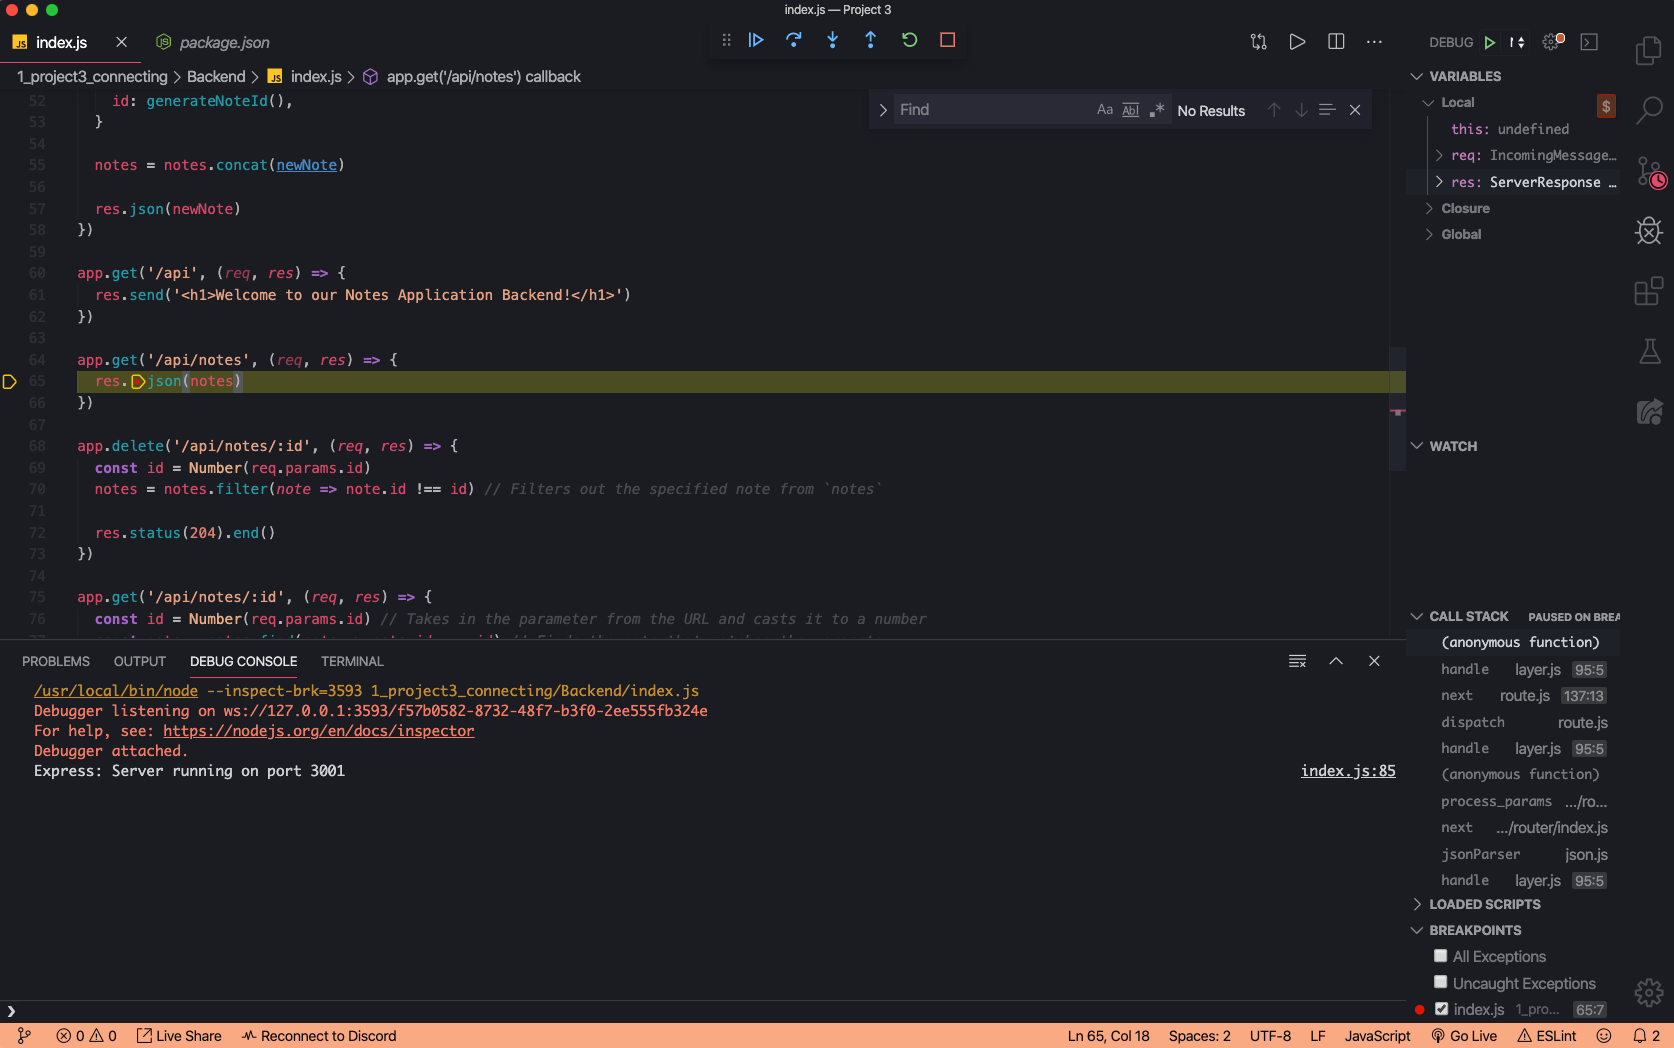 index.js — Project 3
JS index.js
JS package.json
DEBUG
1_project3_connecting > Backend > JS index.js > app.get('/api/notes') callback
Find
Aa Abl .* No Results
52 id: generateNoteId(),
53 }
54
55 notes = notes.concat(newNote)
56
57 res.json(newNote)
58 })
59
60 app.get('/api', (req, res) => {
61 res.send('<h1>Welcome to our Notes Application Backend!</h1>')
62 })
63
64 app.get('/api/notes', (req, res) => {
65 res.json(notes)
66 })
67
68 app.delete('/api/notes/:id', (req, res) => {
69 const id = Number(req.params.id)
70 notes = notes.filter(note => note.id !== id) // Filters out the specified note from `notes`
71
72 res.status(204).end()
73 })
74
75 app.get('/api/notes/:id', (req, res) => {
76 const id = Number(req.params.id) // Takes in the parameter from the URL and casts it to a number
PROBLEMS OUTPUT DEBUG CONSOLE TERMINAL
/usr/local/bin/node --inspect-brk=3593 1_project3_connecting/Backend/index.js
Debugger listening on ws://127.0.0.1:3593/f57b0582-8732-48f7-b3f0-2ee555fb324e
For help, see: https://nodejs.org/en/docs/inspector
Debugger attached.
Express: Server running on port 3001 index.js:85
VARIABLES
Local
$
this: undefined
req: IncomingMessage…
res: ServerResponse …
Closure
Global
WATCH
CALL STACK PAUSED ON BREA
(anonymous function)
handle layer.js 95:5
next route.js 137:13
dispatch route.js
handle layer.js 95:5
(anonymous function)
process_params .../ro...
next .../router/index.js
jsonParser json.js
handle layer.js 95:5
LOADED SCRIPTS
BREAKPOINTS
All Exceptions
Uncaught Exceptions
index.js 1_pro... 65:7
0 0 Live Share Reconnect to Discord Ln 65, Col 18 Spaces: 2 UTF-8 LF JavaScript Go Live ESLint 2